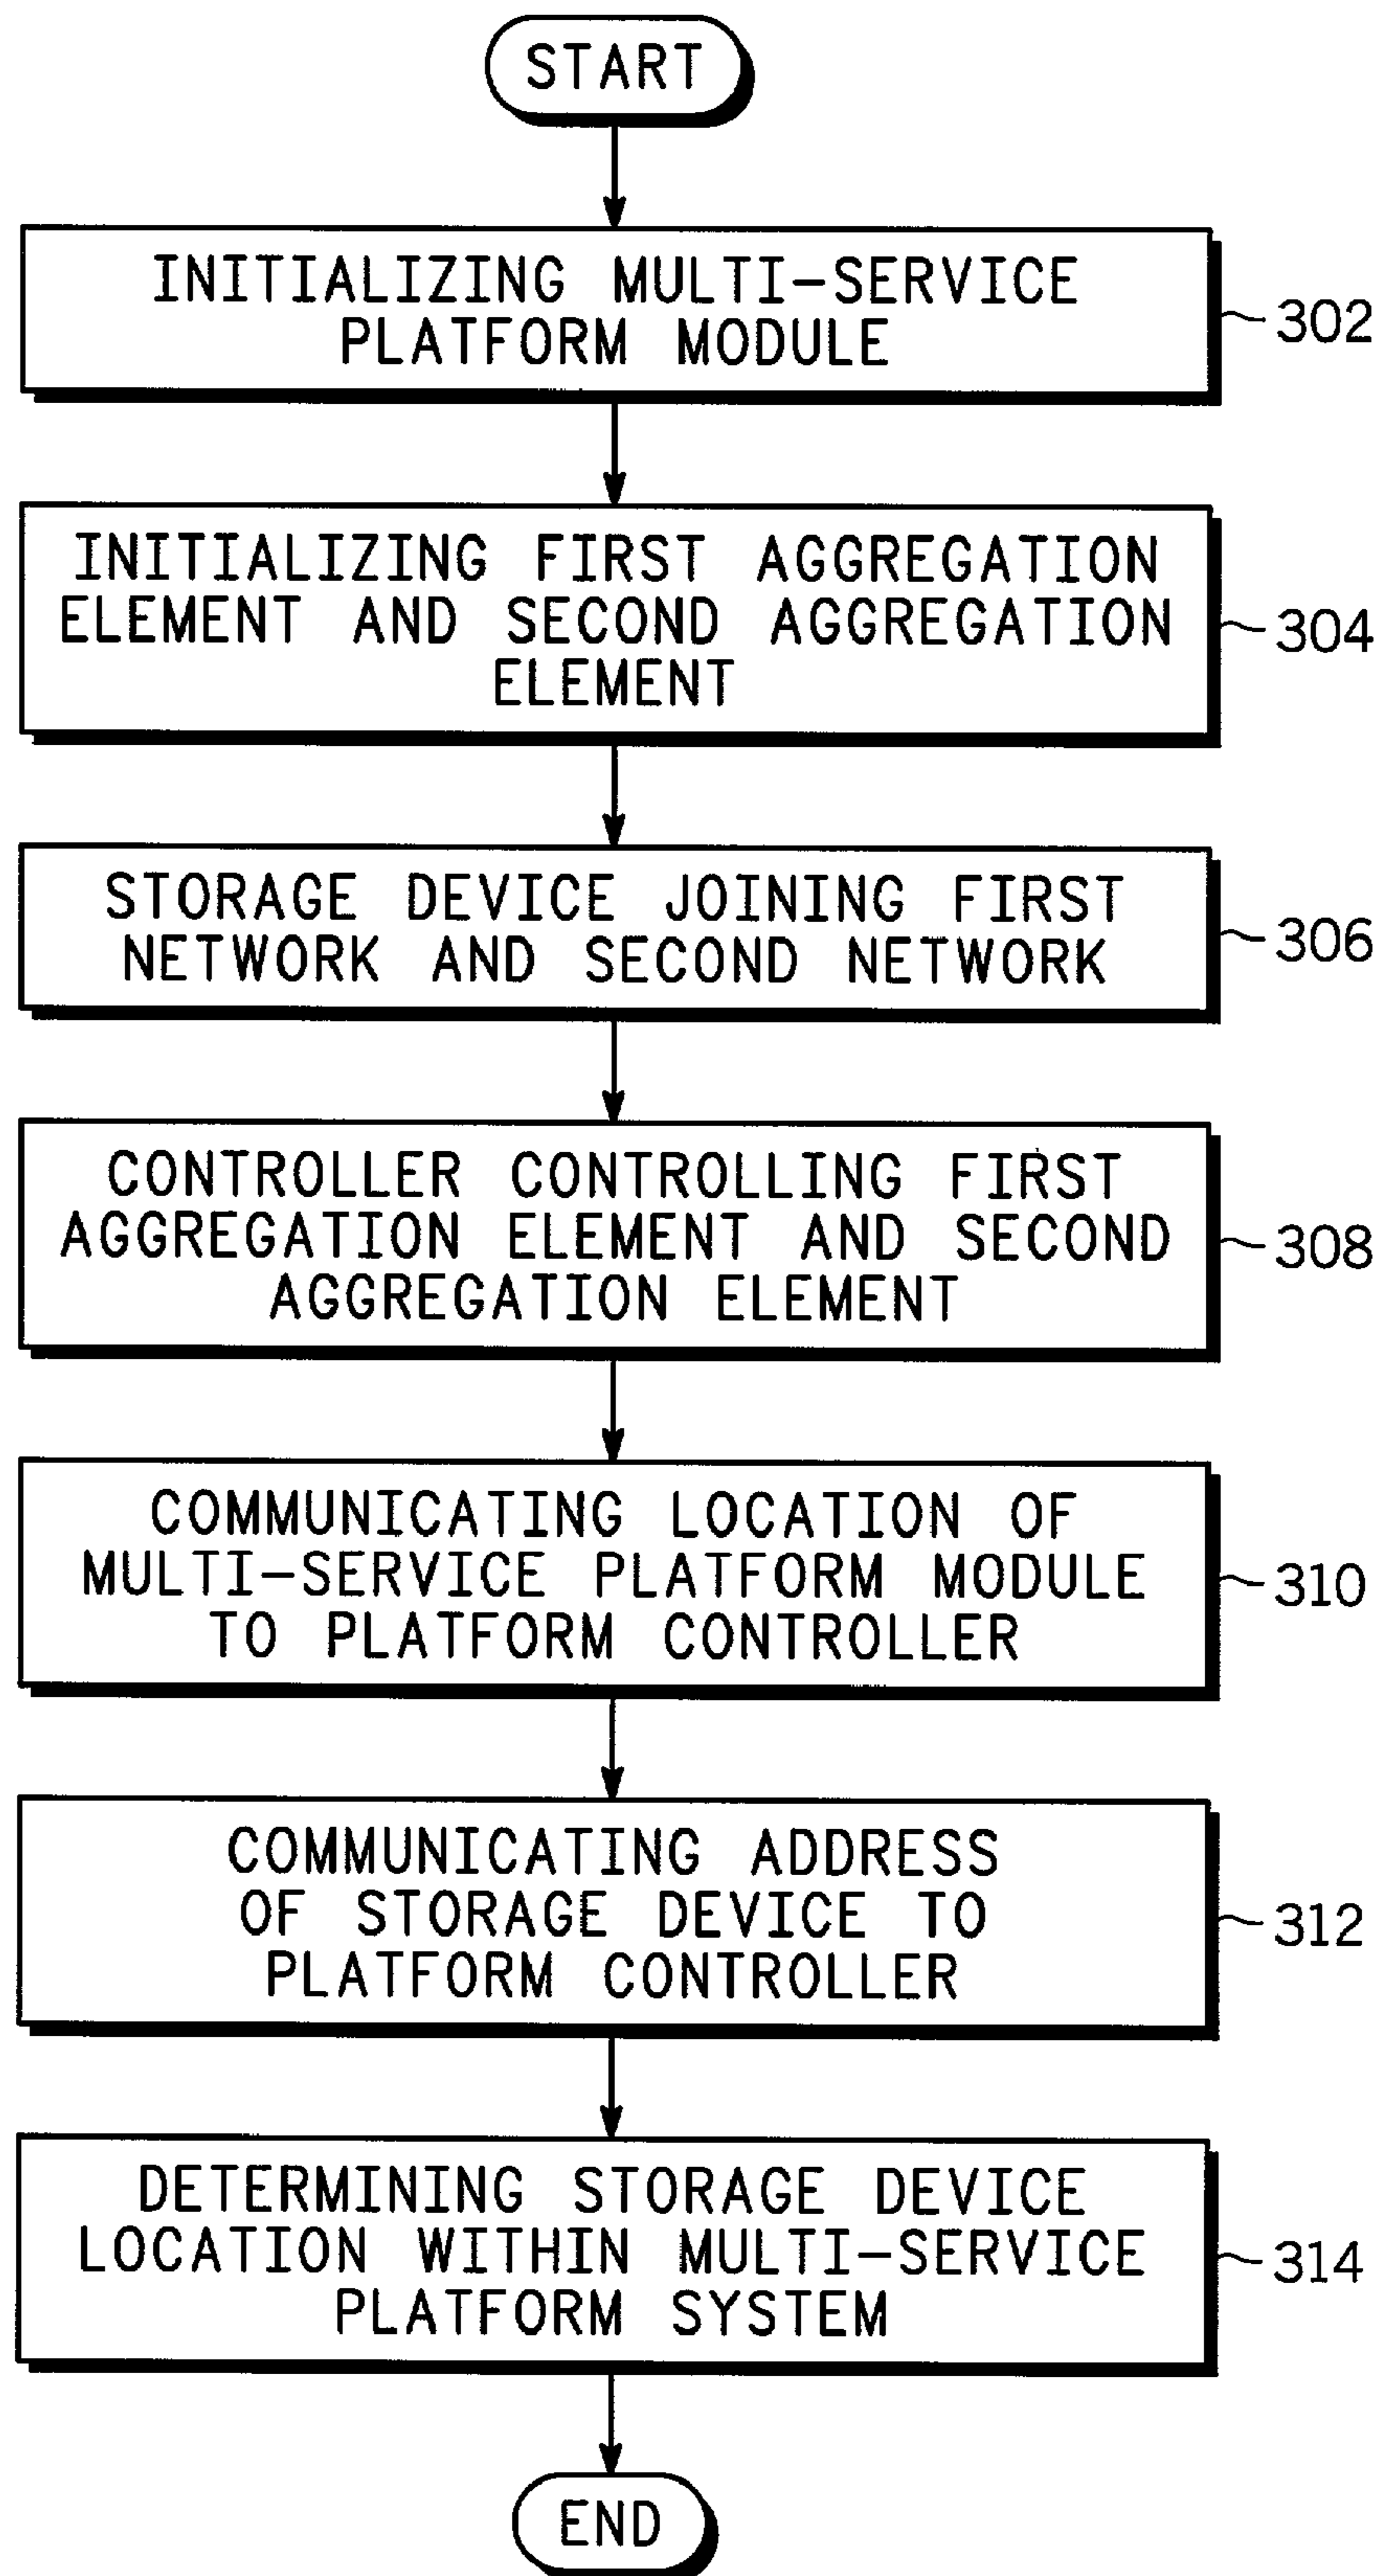 START
INITIALIZING MULTI-SERVICE
PLATFORM MODULE
302
INITIALIZING FIRST AGGREGATION
ELEMENT AND SECOND AGGREGATION
ELEMENT
304
STORAGE DEVICE JOINING FIRST
NETWORK AND SECOND NETWORK
306
CONTROLLER CONTROLLING FIRST
AGGREGATION ELEMENT AND SECOND
AGGREGATION ELEMENT
308
COMMUNICATING LOCATION OF
MULTI-SERVICE PLATFORM MODULE
TO PLATFORM CONTROLLER
310
COMMUNICATING ADDRESS
OF STORAGE DEVICE TO
PLATFORM CONTROLLER
312
DETERMINING STORAGE DEVICE
LOCATION WITHIN MULTI-SERVICE
PLATFORM SYSTEM
314
END